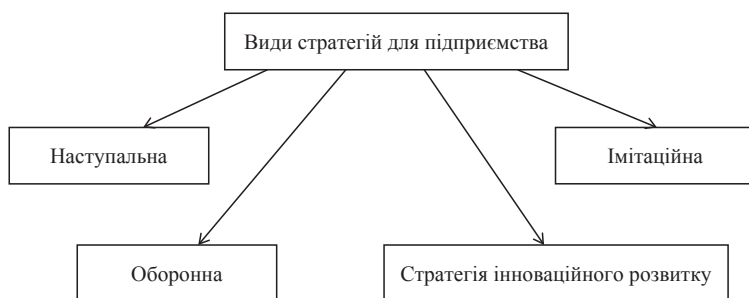 Види стратегій для підприємства
Наступальна
Імітаційна
Оборонна
Стратегія інноваційного розвитку